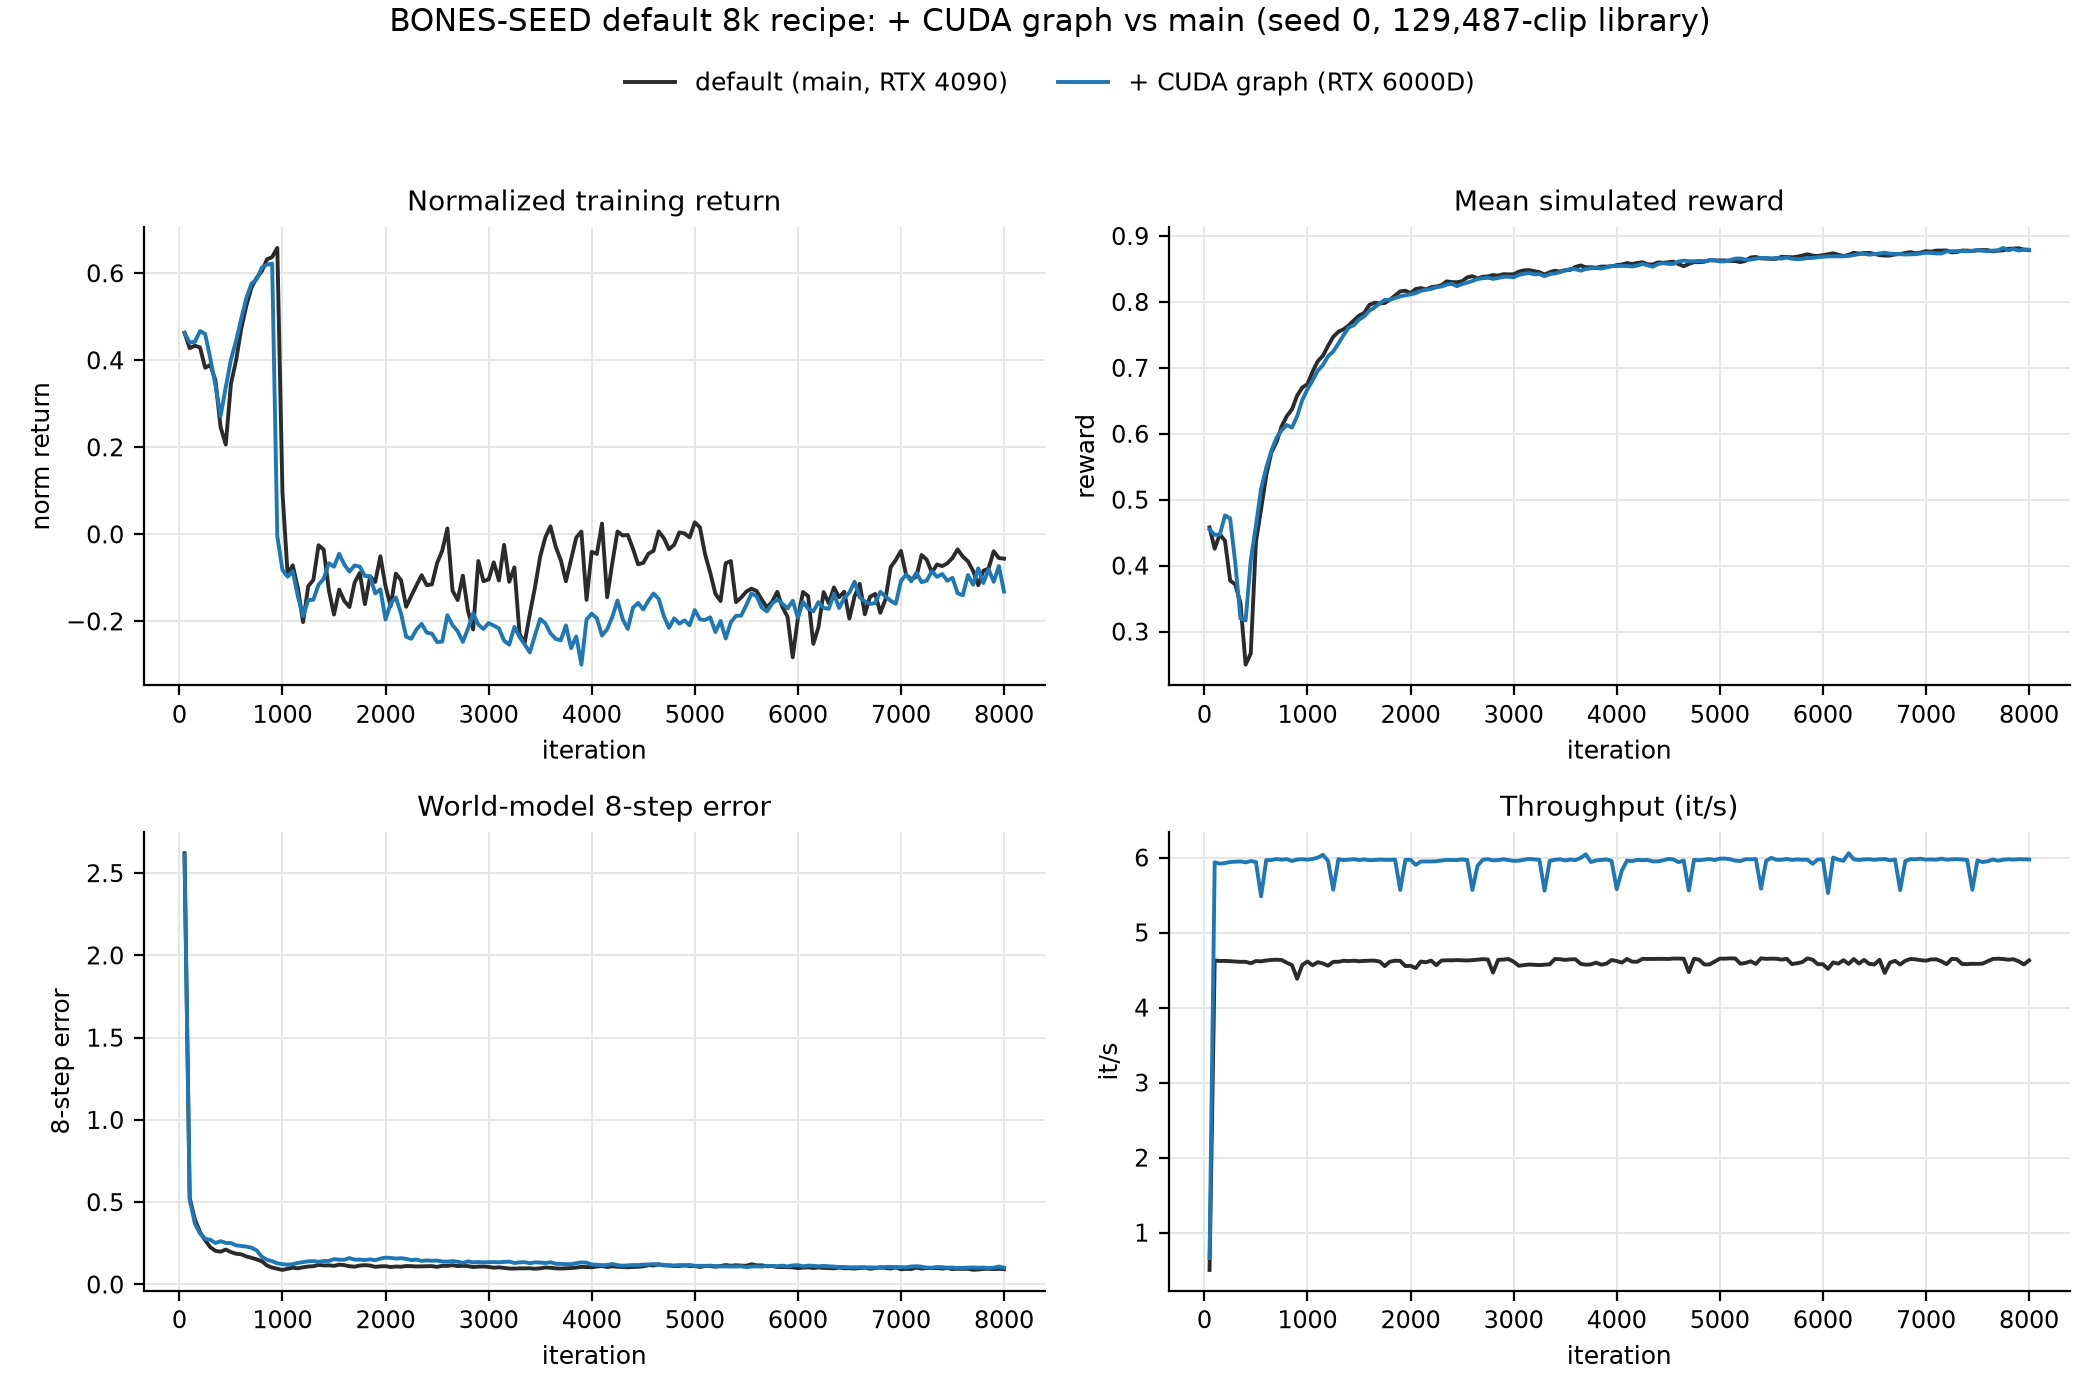 BONES-SEED default 8k recipe: + CUDA graph vs main (seed 0, 129,487-clip library)
default (main, RTX 4090)
+ CUDA graph (RTX 6000D)
Normalized training return
norm return
0.6
0.4
0.2
0.0
−0.2
0 1000 2000 3000 4000 5000 6000 7000 8000
iteration
Mean simulated reward
reward
0.9
0.8
0.7
0.6
0.5
0.4
0.3
0 1000 2000 3000 4000 5000 6000 7000 8000
iteration
World-model 8-step error
8-step error
2.5
2.0
1.5
1.0
0.5
0.0
0 1000 2000 3000 4000 5000 6000 7000 8000
iteration
Throughput (it/s)
it/s
6
5
4
3
2
1
0 1000 2000 3000 4000 5000 6000 7000 8000
iteration